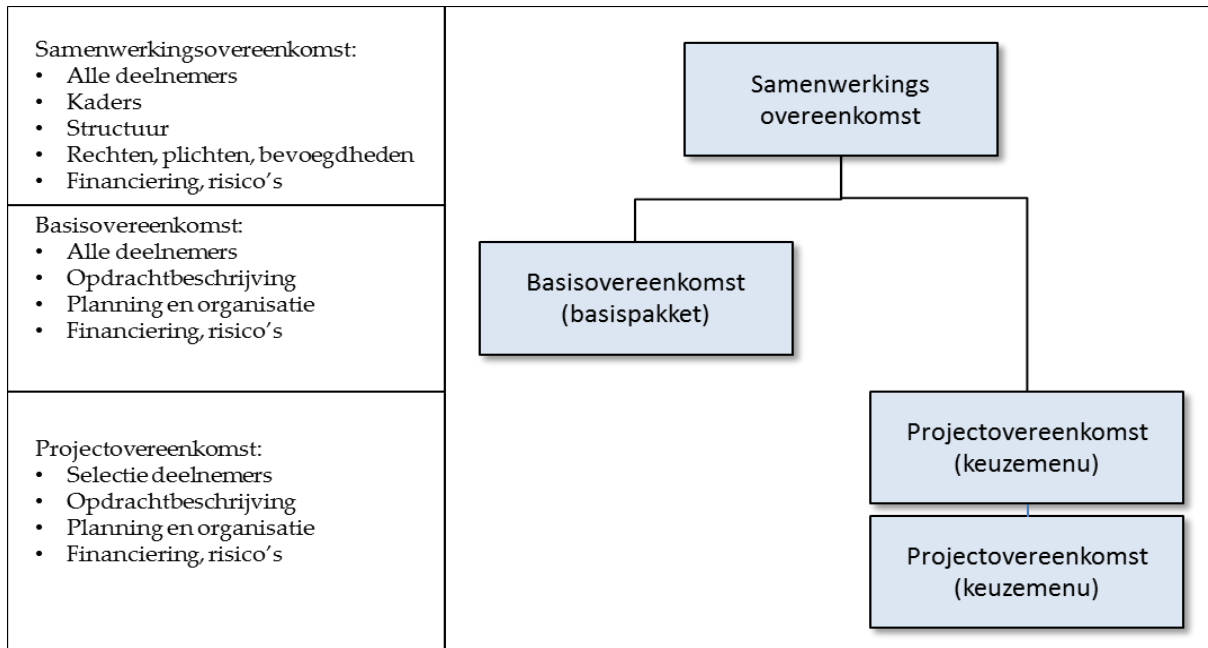 Samenwerkingsovereenkomst:
• Alle deelnemers
• Kaders
• Structuur
• Rechten, plichten, bevoegdheden
• Financiering, risico's
Basisovereenkomst:
• Alle deelnemers
• Opdrachtbeschrijving
• Planning en organisatie
• Financiering, risico's
Projectovereenkomst:
• Selectie deelnemers
• Opdrachtbeschrijving
• Planning en organisatie
• Financiering, risico's
Samenwerkings
overeenkomst
Basisovereenkomst
(basispakket)
Projectovereenkomst
(keuzemenu)
Projectovereenkomst
(keuzemenu)